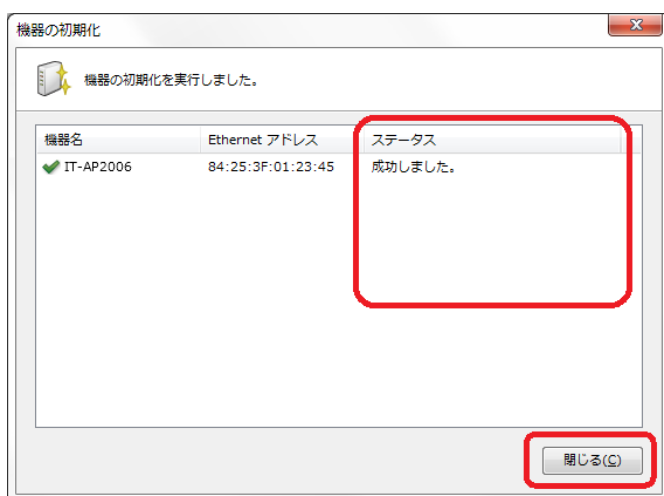 機器の初期化
機器の初期化を実行しました。
機器名 Ethernet アドレス ステータス
IT-AP2006 84:25:3F:01:23:45 成功しました。
閉じる(C)